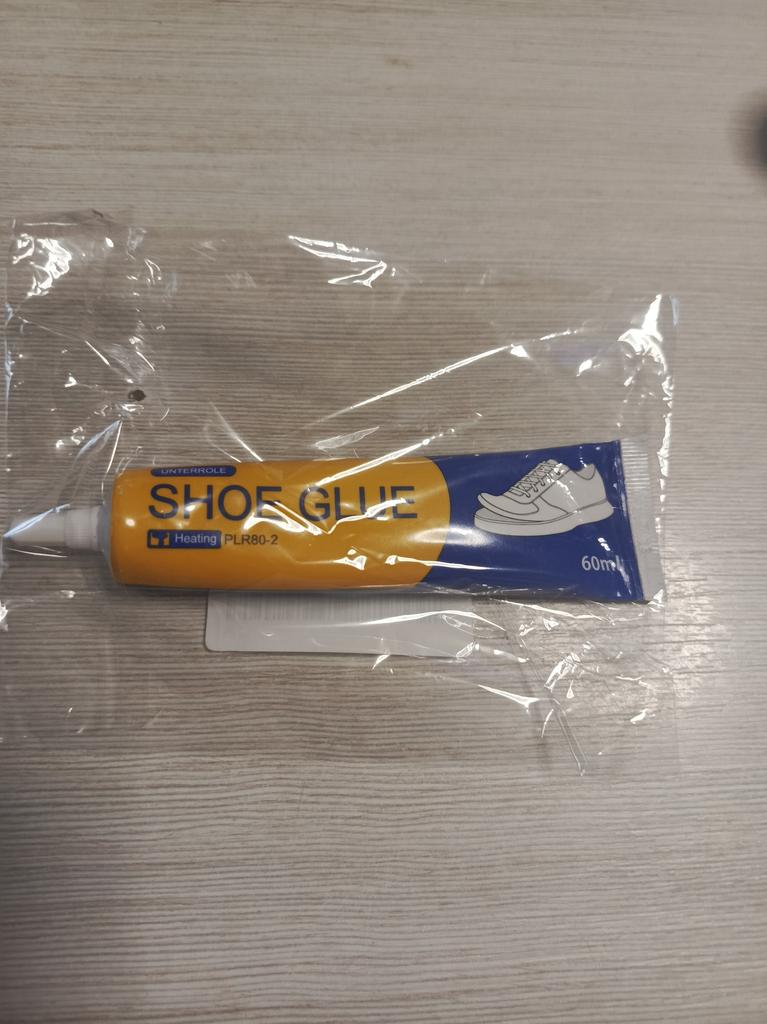 UNTERROLE
SHOE GLUE
Heating PLR80-2
60ml